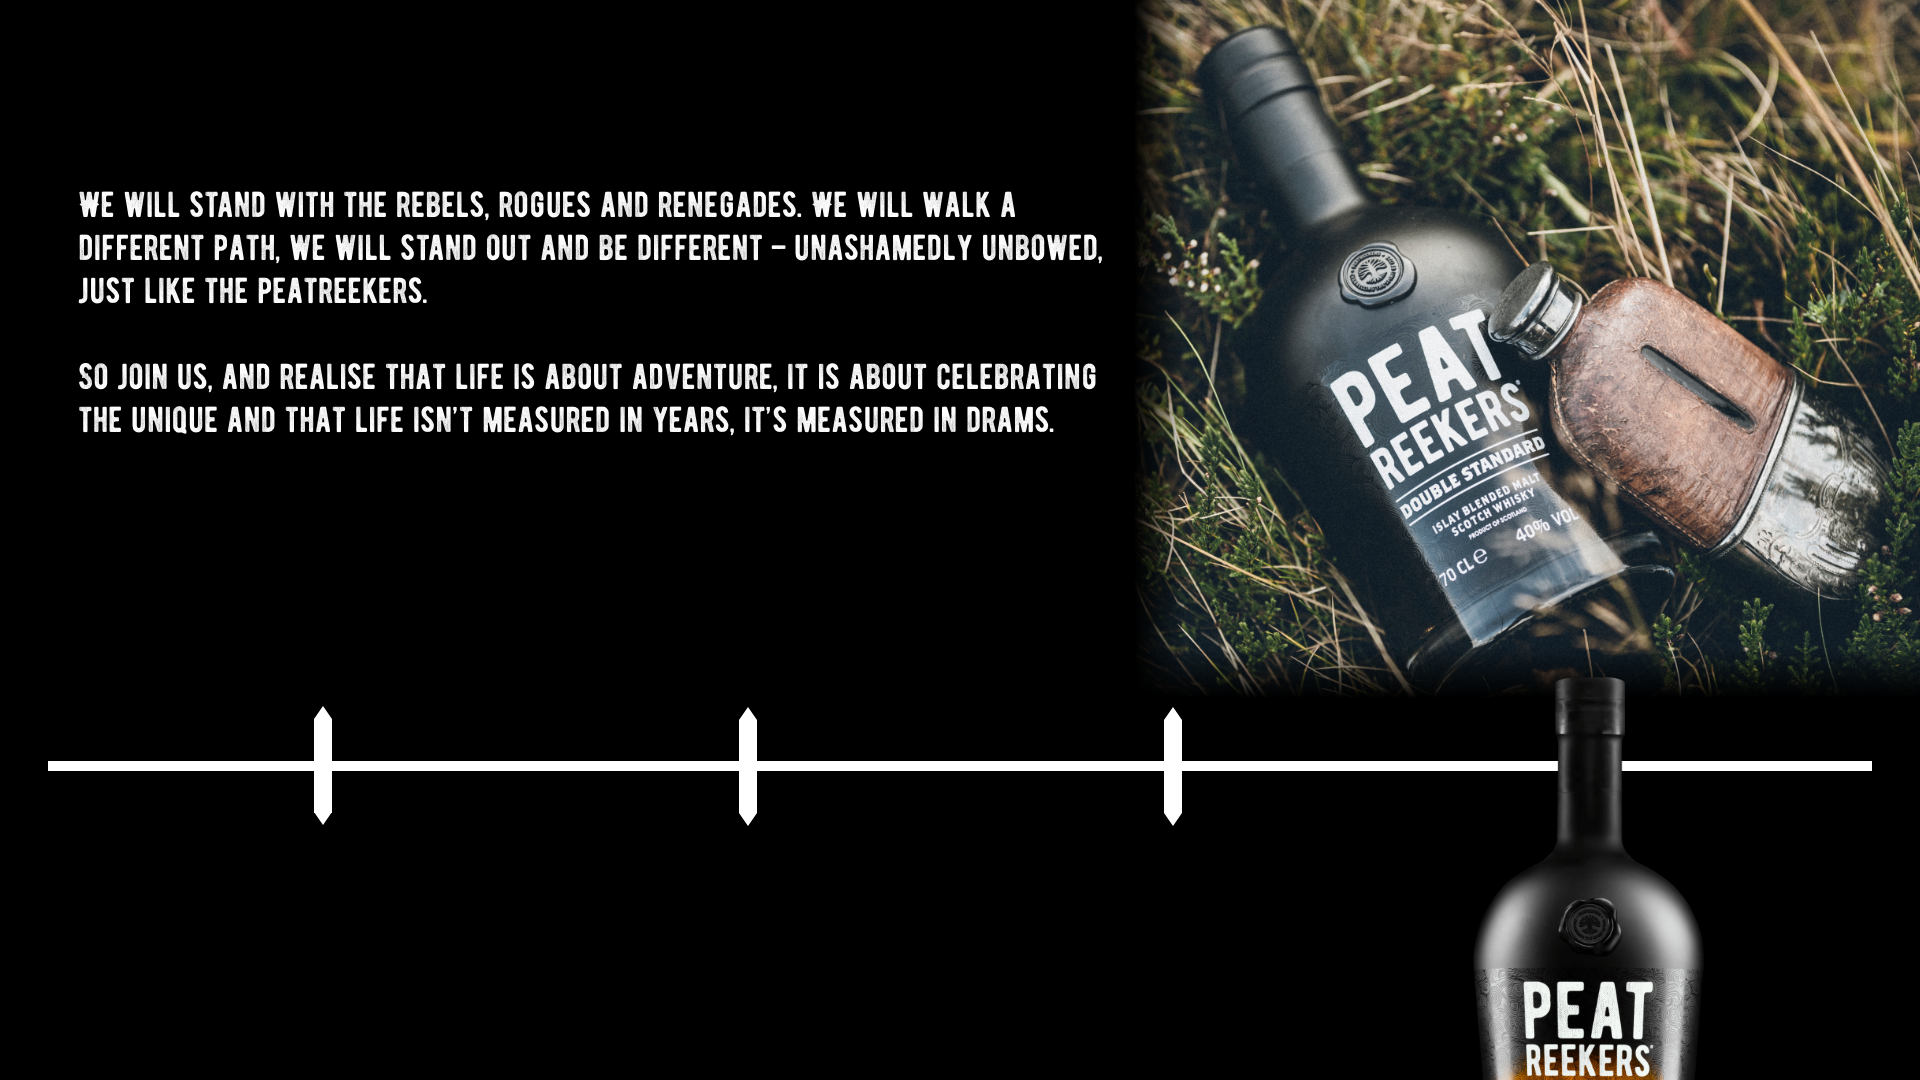 WE WILL STAND WITH THE REBELS, ROGUES AND RENEGADES. WE WILL WALK A
DIFFERENT PATH, WE WILL STAND OUT AND BE DIFFERENT – UNASHAMEDLY UNBOWED,
JUST LIKE THE PEATREEKERS.
SO JOIN US, AND REALISE THAT LIFE IS ABOUT ADVENTURE, IT IS ABOUT CELEBRATING
THE UNIQUE AND THAT LIFE ISN'T MEASURED IN YEARS, IT'S MEASURED IN DRAMS.
PEAT
REEKERS
DOUBLE STANDARD
ISLAY BLENDED MALT
SCOTCH WHISKY
PRODUCT OF SCOTLAND
70 CL e 40% VOL
PEAT
REEKERS